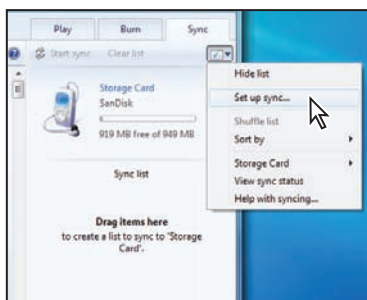 Play Burn Sync
Start sync Clear list
Hide list
Set up sync...
Shuffle list
Sort by
Storage Card
View sync status
Help with syncing...
Storage Card
SanDisk
919 MB free of 949 MB
Sync list
Drag items here
to create a list to sync to 'Storage
Card'.